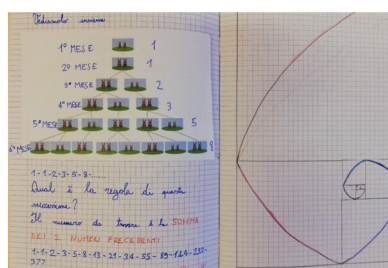 Vediamolo insieme
1° MESE 1
2° MESE 1
3° MESE 2
4° MESE 3
5° MESE 5
6° MESE 8
1-1-2-3-5-8-......
Qual è la regola di questa
successione?
Il numero da trovare è la SOMMA
DEI 2 NUMERI PRECEDENTI
1-1-2-3-5-8-13-21-34-55-89-144-233-
377